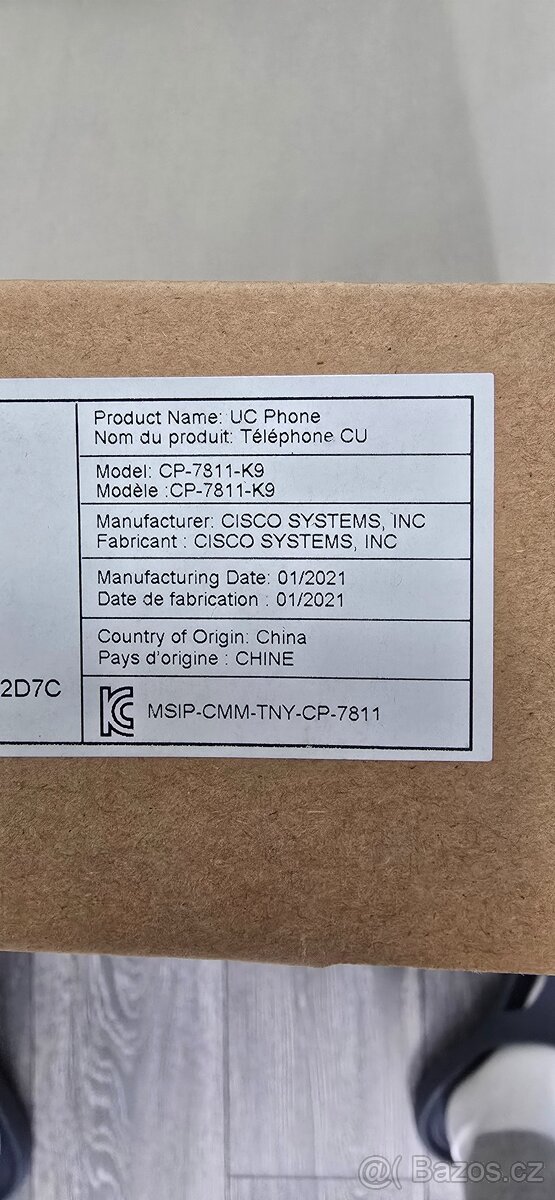 Product Name: UC Phone
Nom du produit: Téléphone CU
Model: CP-7811-K9
Modèle :CP-7811-K9
Manufacturer: CISCO SYSTEMS, INC
Fabricant : CISCO SYSTEMS, INC
Manufacturing Date: 01/2021
Date de fabrication : 01/2021
Country of Origin: China
Pays d'origine : CHINE
2D7C
MSIP-CMM-TNY-CP-7811
@( Bazos.cz